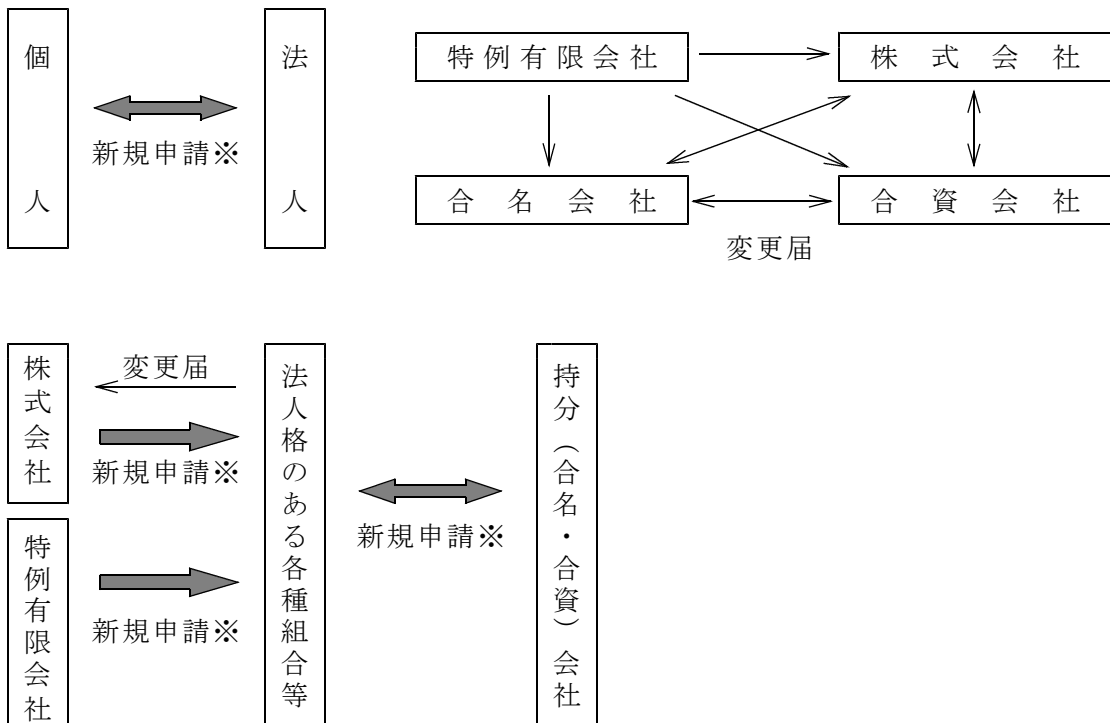 個人
新規申請※
法人
特例有限会社
株式会社
合名会社
合資会社
変更届
株式会社
変更届
新規申請※
特例有限会社
新規申請※
法人格のある各種組合等
新規申請※
持分（合名・合資）会社